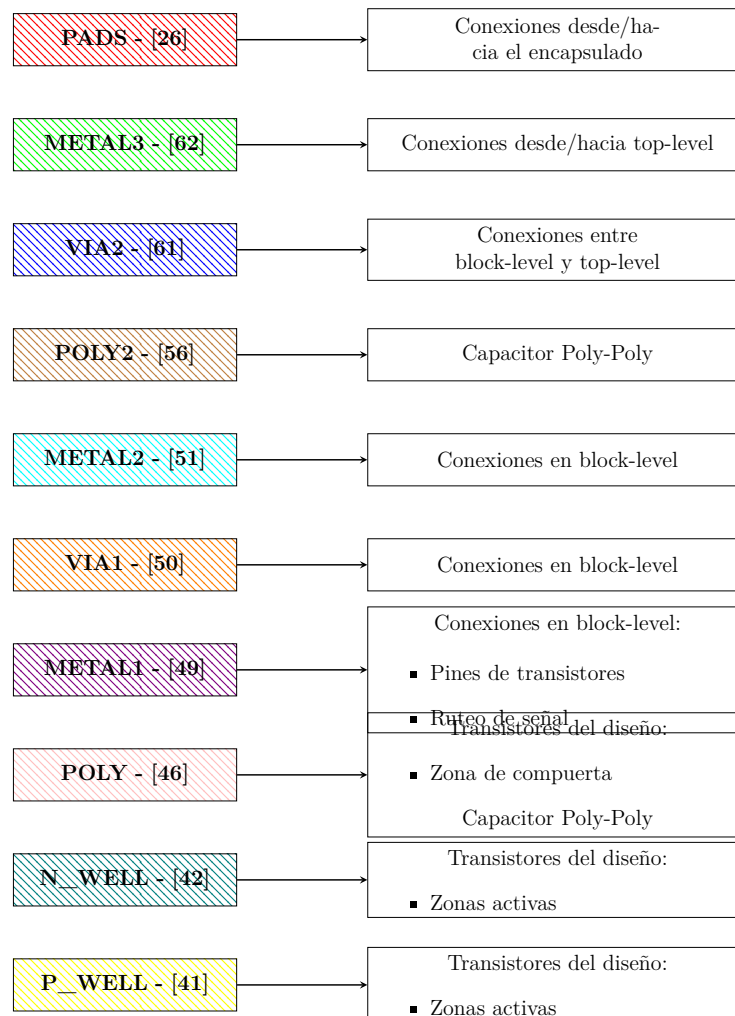 PADS - [26]
Conexiones desde/ha-
cia el encapsulado
METAL3 - [62]
Conexiones desde/hacia top-level
VIA2 - [61]
Conexiones entre
block-level y top-level
POLY2 - [56]
Capacitor Poly-Poly
METAL2 - [51]
Conexiones en block-level
VIA1 - [50]
Conexiones en block-level
METAL1 - [49]
Conexiones en block-level:
▪ Pines de transistores
▪ Ruteo de señal
POLY - [46]
Transistores del diseño:
▪ Zona de compuerta
Capacitor Poly-Poly
N_WELL - [42]
Transistores del diseño:
▪ Zonas activas
P_WELL - [41]
Transistores del diseño:
▪ Zonas activas